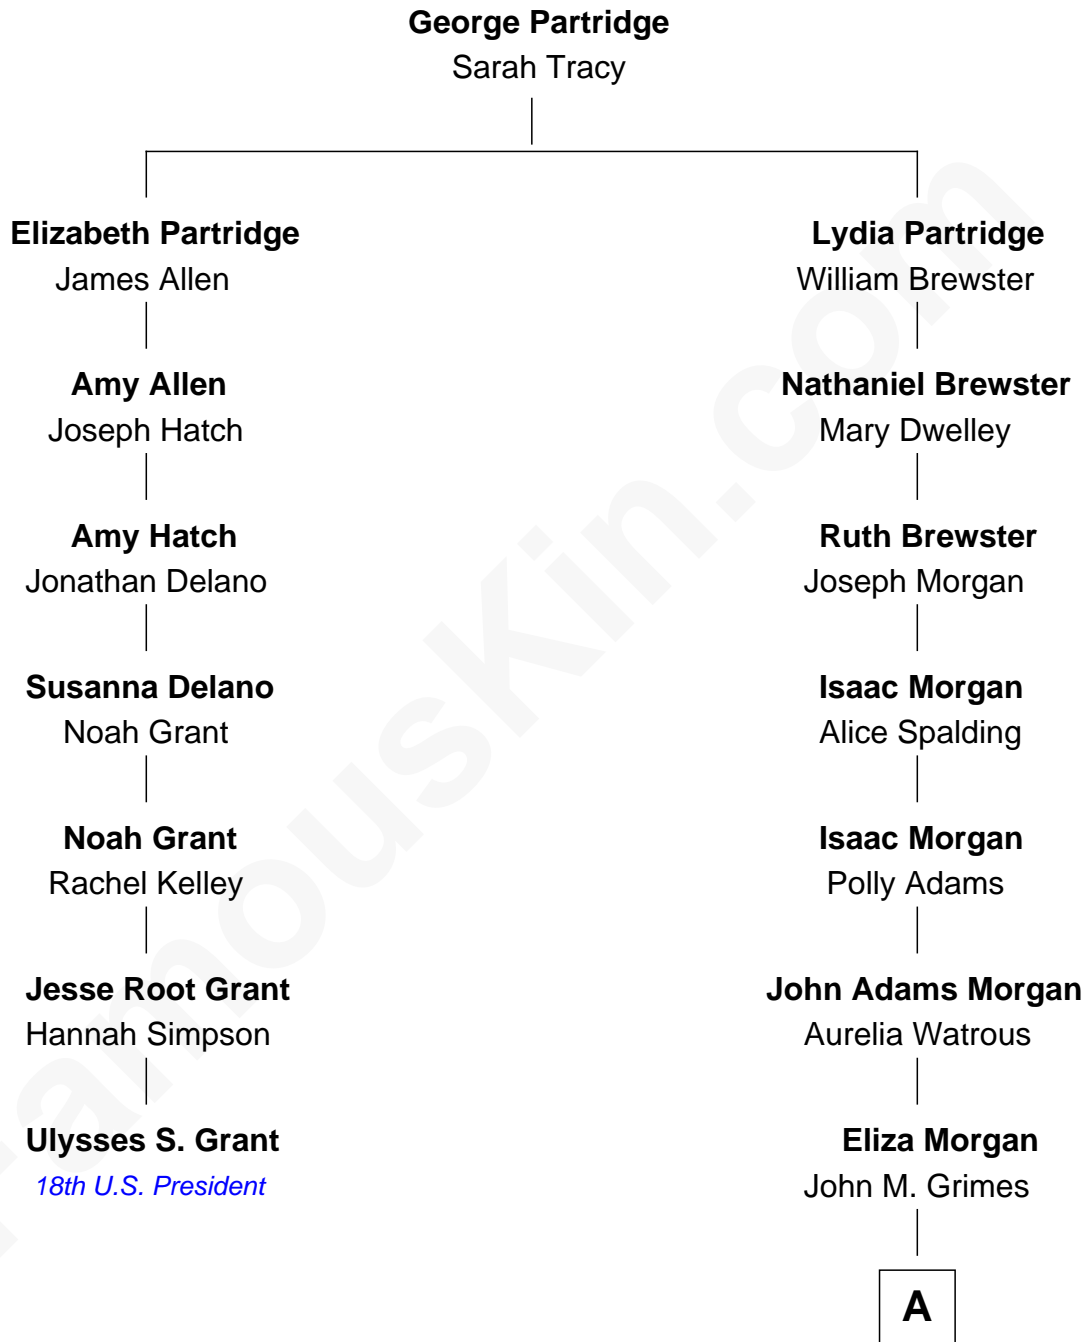 George Partridge
Sarah Tracy
Elizabeth Partridge
James Allen
Lydia Partridge
William Brewster
Amy Allen
Joseph Hatch
Nathaniel Brewster
Mary Dwelley
Amy Hatch
Jonathan Delano
Ruth Brewster
Joseph Morgan
Susanna Delano
Noah Grant
Isaac Morgan
Alice Spalding
Noah Grant
Rachel Kelley
Isaac Morgan
Polly Adams
Jesse Root Grant
Hannah Simpson
John Adams Morgan
Aurelia Watrous
Ulysses S. Grant
18th U.S. President
Eliza Morgan
John M. Grimes
A
FamousKin.com